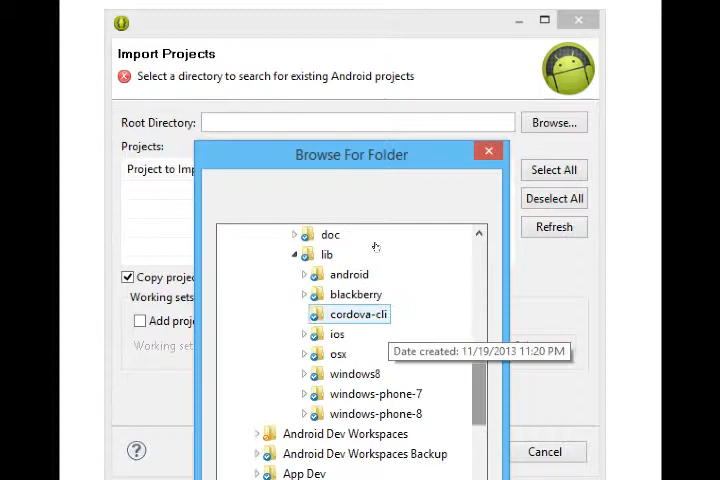 Import Projects
Select a directory to search for existing Android projects
Root Directory:
Browse...
Projects:
Project to Imp
Select All
Deselect All
Refresh
Browse For Folder
doc
lib
android
blackberry
cordova-cli
ios
osx
windows8
windows-phone-7
windows-phone-8
Android Dev Workspaces
Android Dev Workspaces Backup
App Dev
Date created: 11/19/2013 11:20 PM
Copy projec
Working sets
Add proj
Working set
Cancel